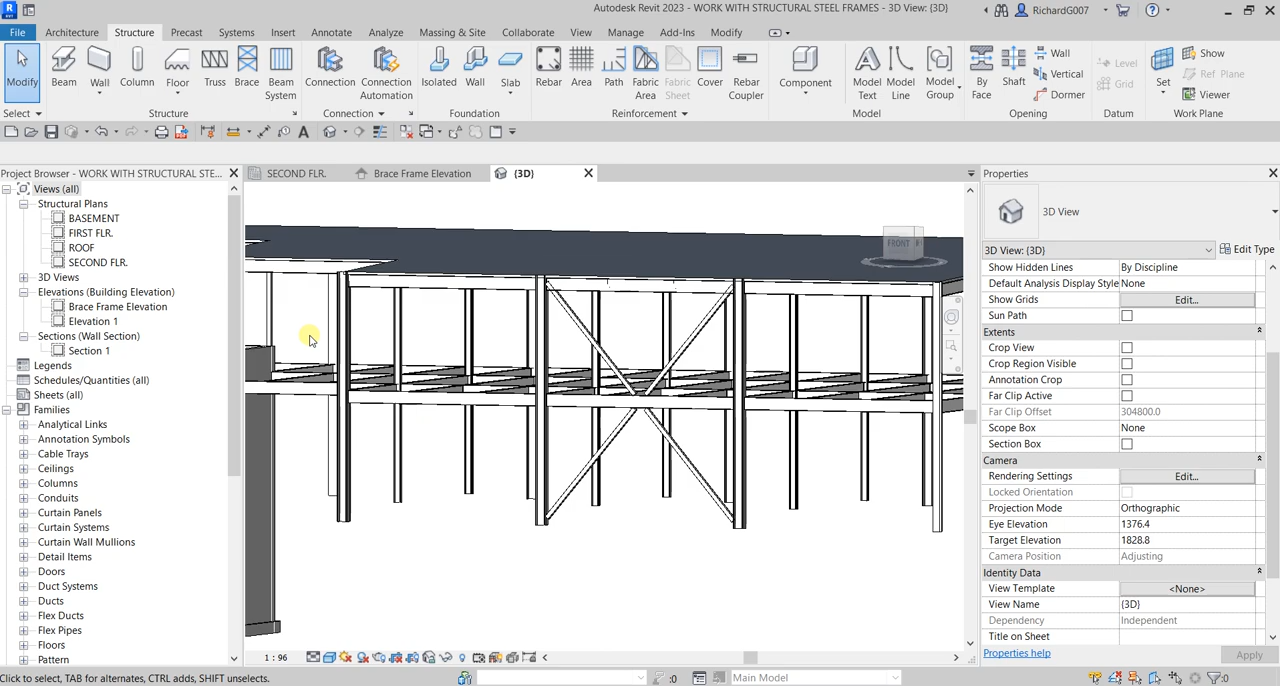 Autodesk Revit 2023 - WORK WITH STRUCTURAL STEEL FRAMES - 3D View: {3D}
RichardG007
File Architecture Structure Precast Systems Insert Annotate Analyze Massing & Site Collaborate View Manage Add-Ins Modify
Modify Beam Wall Column Floor Truss Brace Beam System Connection Connection Automation Isolated Wall Slab Rebar Area Path Fabric Area Fabric Sheet Cover Rebar Coupler Component Model Text Model Line Model Group By Face Shaft Wall Vertical Dormer Level Grid Set Show Ref Plane Viewer
Select Structure Connection Foundation Reinforcement Model Opening Datum Work Plane
Project Browser - WORK WITH STRUCTURAL STE...
Views (all)
Structural Plans
BASEMENT
FIRST FLR.
ROOF
SECOND FLR.
3D Views
Elevations (Building Elevation)
Brace Frame Elevation
Elevation 1
Sections (Wall Section)
Section 1
Legends
Schedules/Quantities (all)
Sheets (all)
Families
Analytical Links
Annotation Symbols
Cable Trays
Ceilings
Columns
Conduits
Curtain Panels
Curtain Systems
Curtain Wall Mullions
Detail Items
Doors
Duct Systems
Ducts
Flex Ducts
Flex Pipes
Floors
Pattern
SECOND FLR. Brace Frame Elevation {3D}
FRONT
1 : 96
Properties
3D View
3D View: {3D} Edit Type
Show Hidden Lines By Discipline
Default Analysis Display Style None
Show Grids Edit...
Sun Path
Extents
Crop View
Crop Region Visible
Annotation Crop
Far Clip Active
Far Clip Offset 304800.0
Scope Box None
Section Box
Camera
Rendering Settings Edit...
Locked Orientation
Projection Mode Orthographic
Eye Elevation 1376.4
Target Elevation 1828.8
Camera Position Adjusting
Identity Data
View Template <None>
View Name {3D}
Dependency Independent
Title on Sheet
Properties help Apply
Click to select, TAB for alternates, CTRL adds, SHIFT unselects. :0 Main Model :0